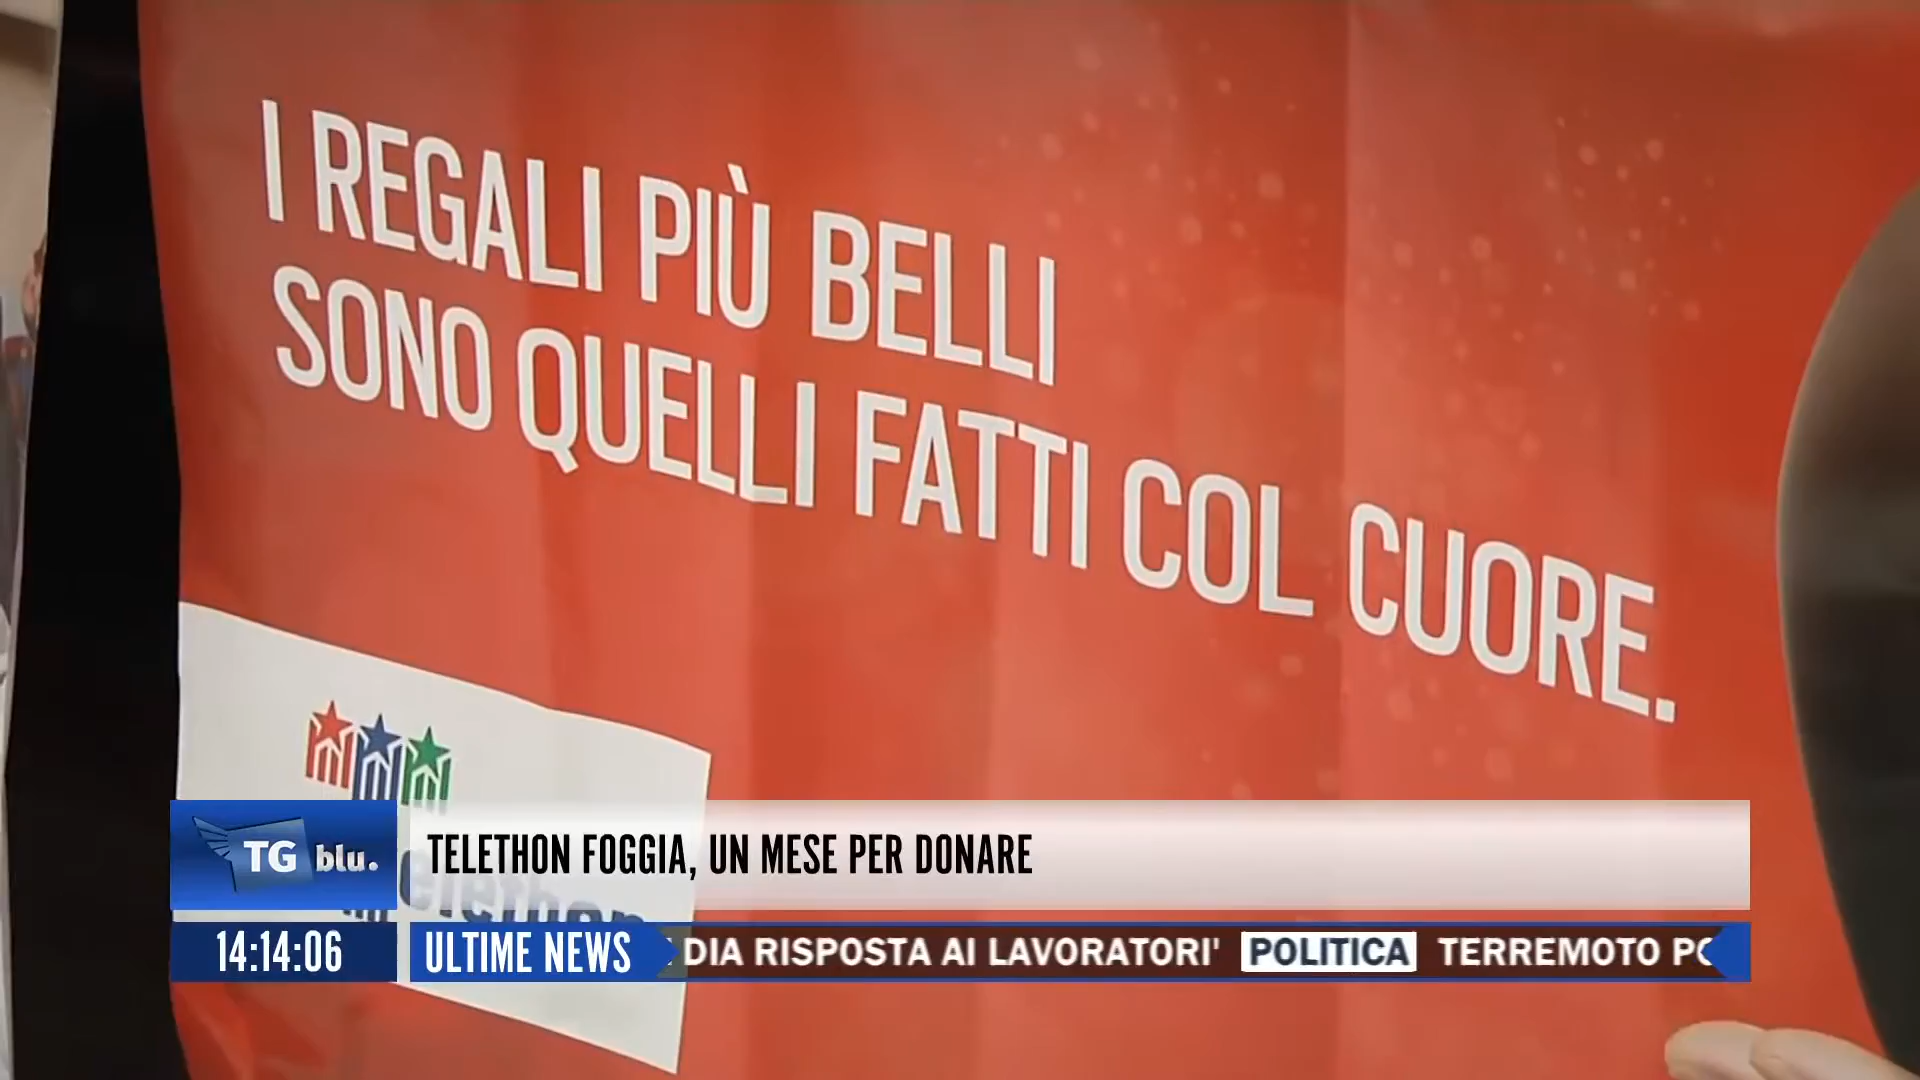 I REGALI PIÙ BELLI
SONO QUELLI FATTI COL CUORE.
TG blu.
TELETHON FOGGIA, UN MESE PER DONARE
14:14:06
ULTIME NEWS
DIA RISPOSTA AI LAVORATORI' POLITICA TERREMOTO